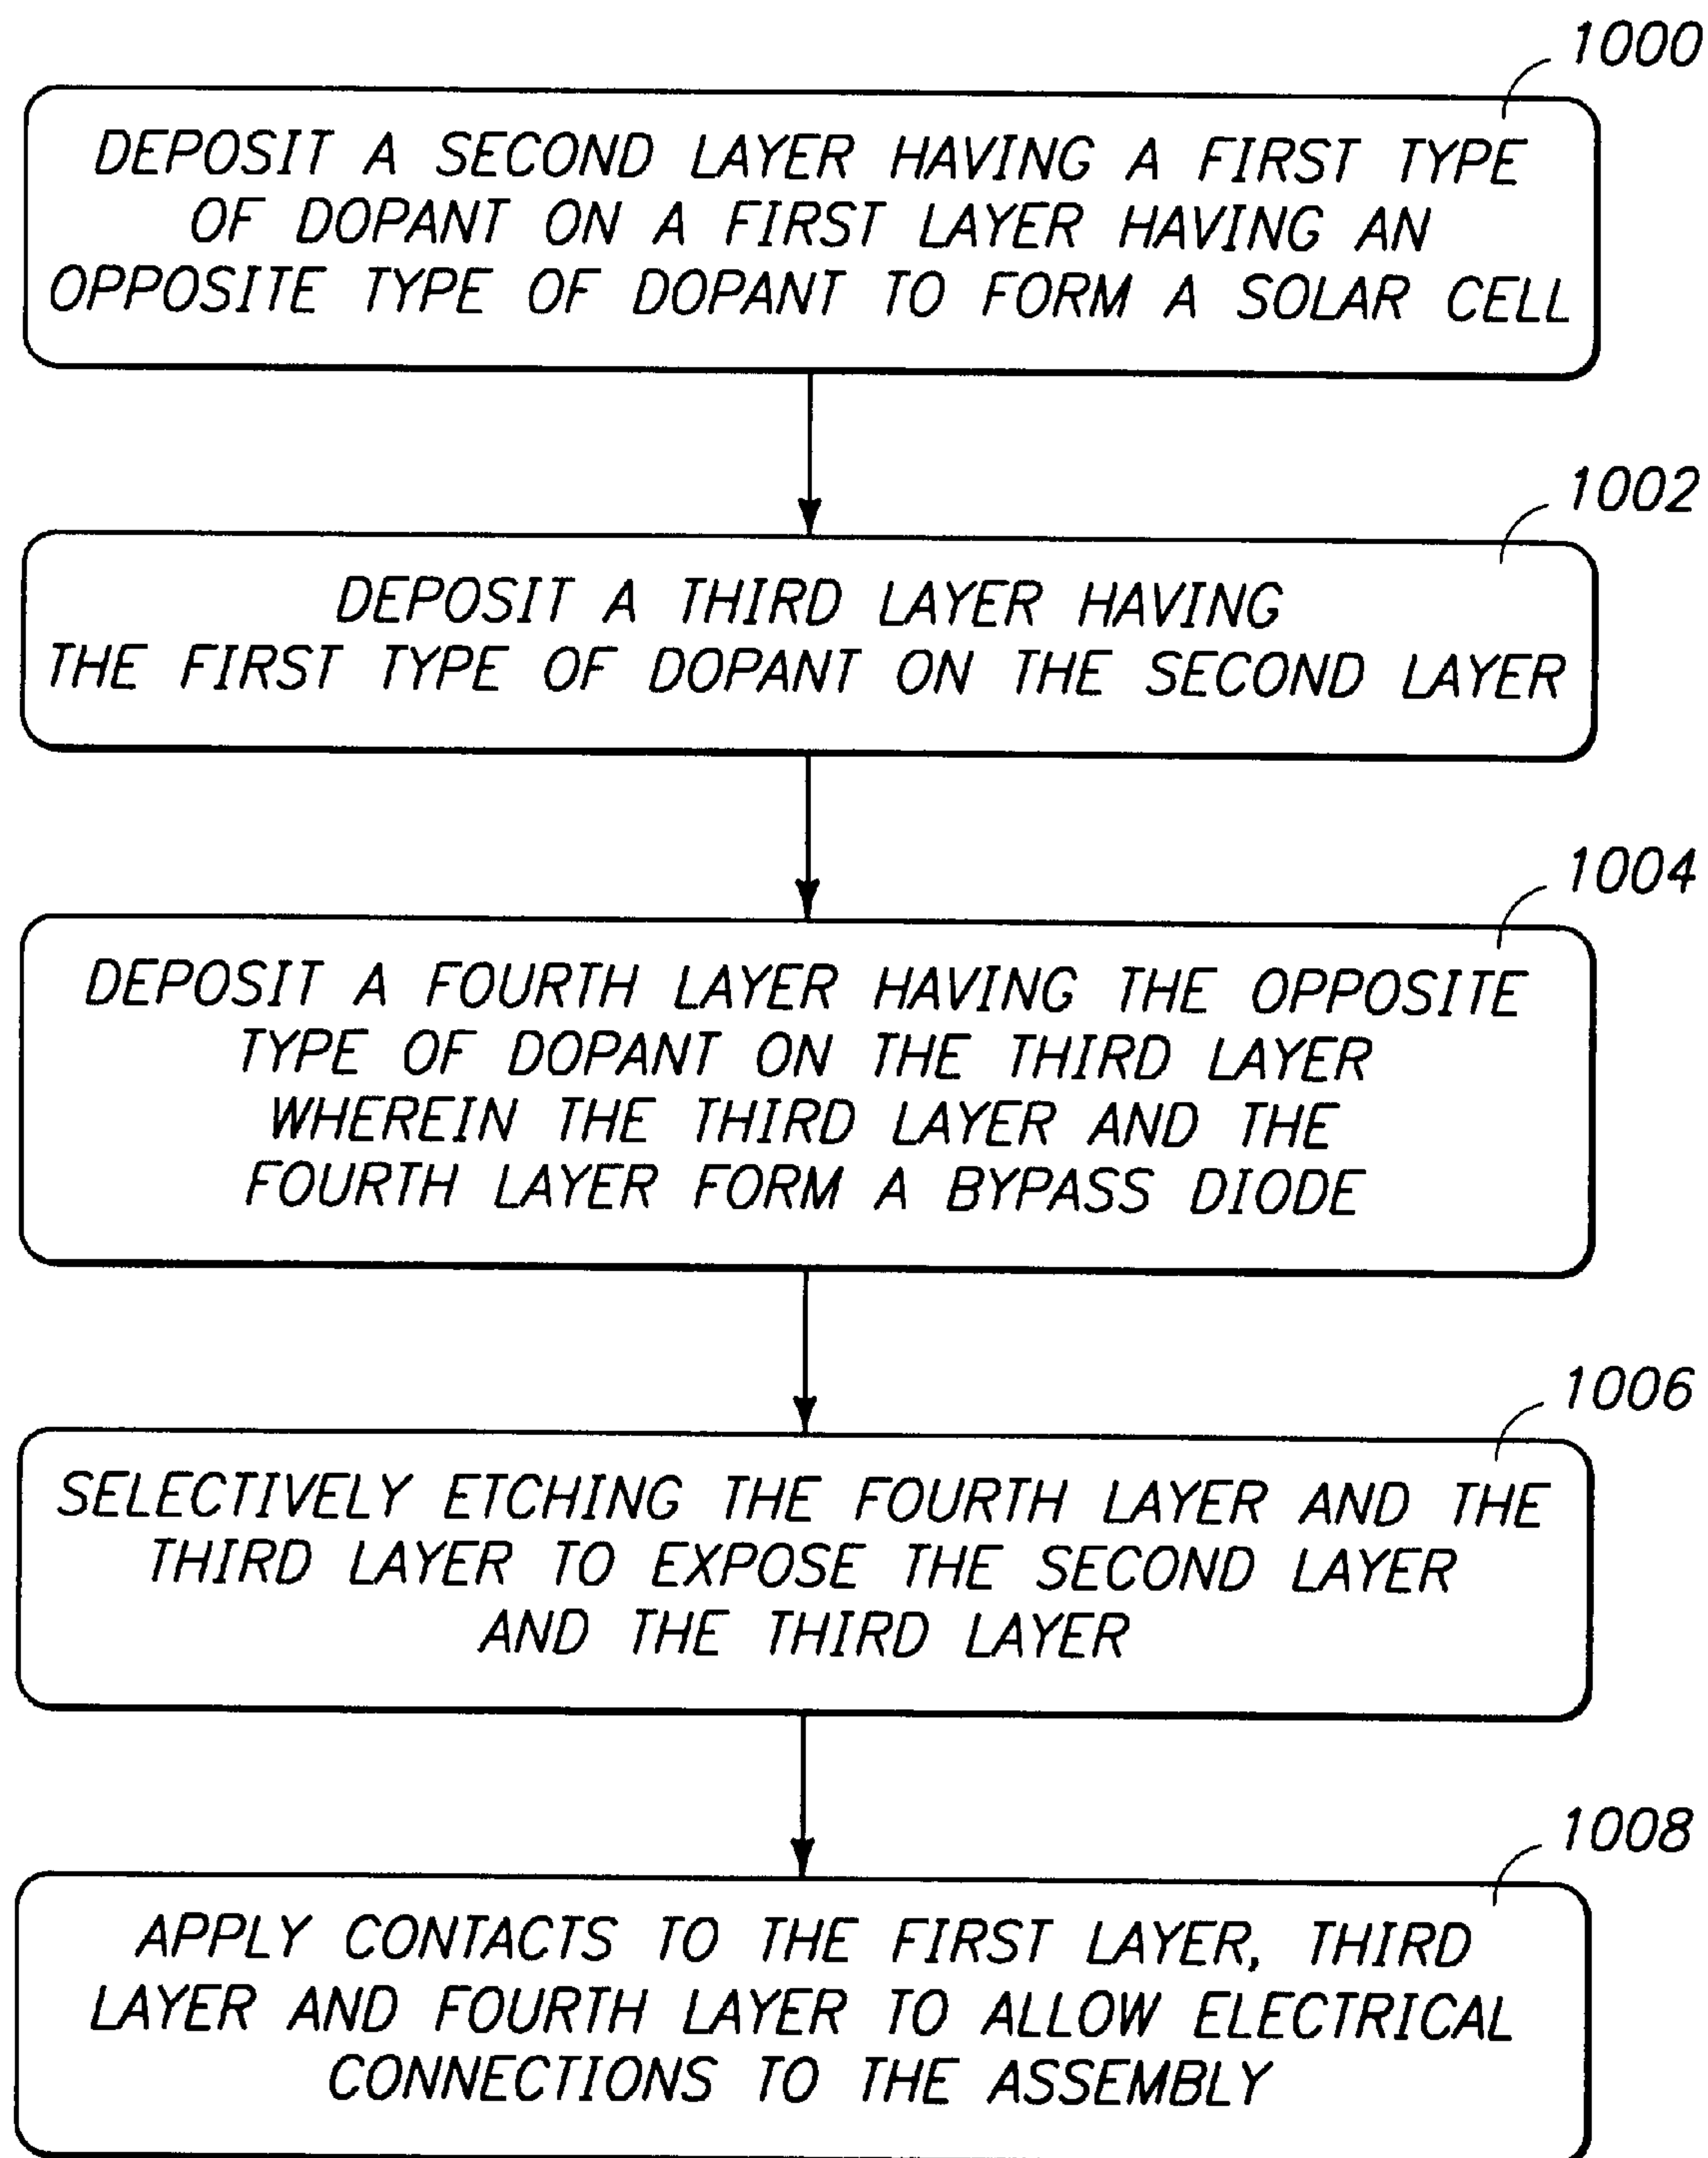 1000
DEPOSIT A SECOND LAYER HAVING A FIRST TYPE
OF DOPANT ON A FIRST LAYER HAVING AN
OPPOSITE TYPE OF DOPANT TO FORM A SOLAR CELL
1002
DEPOSIT A THIRD LAYER HAVING
THE FIRST TYPE OF DOPANT ON THE SECOND LAYER
1004
DEPOSIT A FOURTH LAYER HAVING THE OPPOSITE
TYPE OF DOPANT ON THE THIRD LAYER
WHEREIN THE THIRD LAYER AND THE
FOURTH LAYER FORM A BYPASS DIODE
1006
SELECTIVELY ETCHING THE FOURTH LAYER AND THE
THIRD LAYER TO EXPOSE THE SECOND LAYER
AND THE THIRD LAYER
1008
APPLY CONTACTS TO THE FIRST LAYER, THIRD
LAYER AND FOURTH LAYER TO ALLOW ELECTRICAL
CONNECTIONS TO THE ASSEMBLY